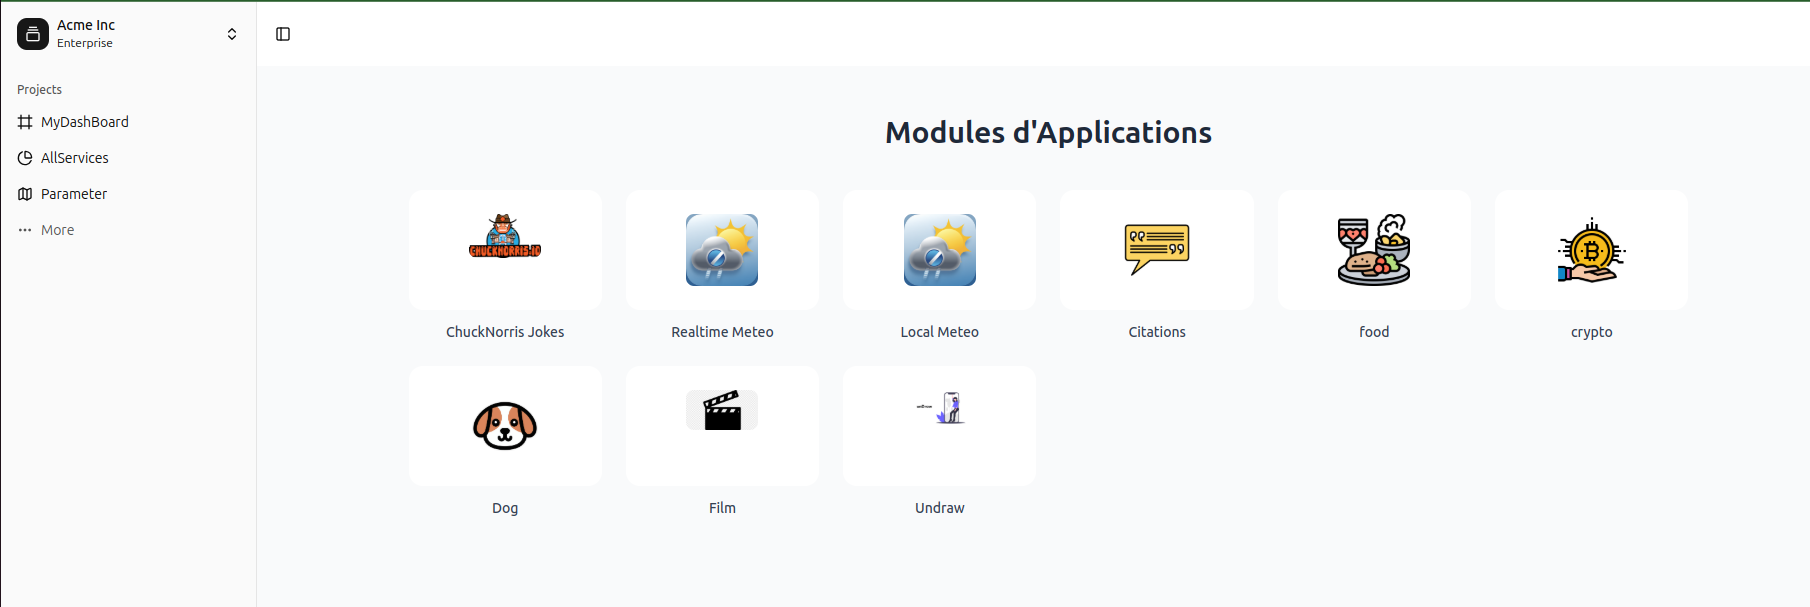 Acme Inc
Enterprise
Projects
MyDashBoard
AllServices
Parameter
More
Modules d'Applications
CHUCKNORRIS.IO
ChuckNorris Jokes
Realtime Meteo
Local Meteo
Citations
food
crypto
Dog
Film
Undraw